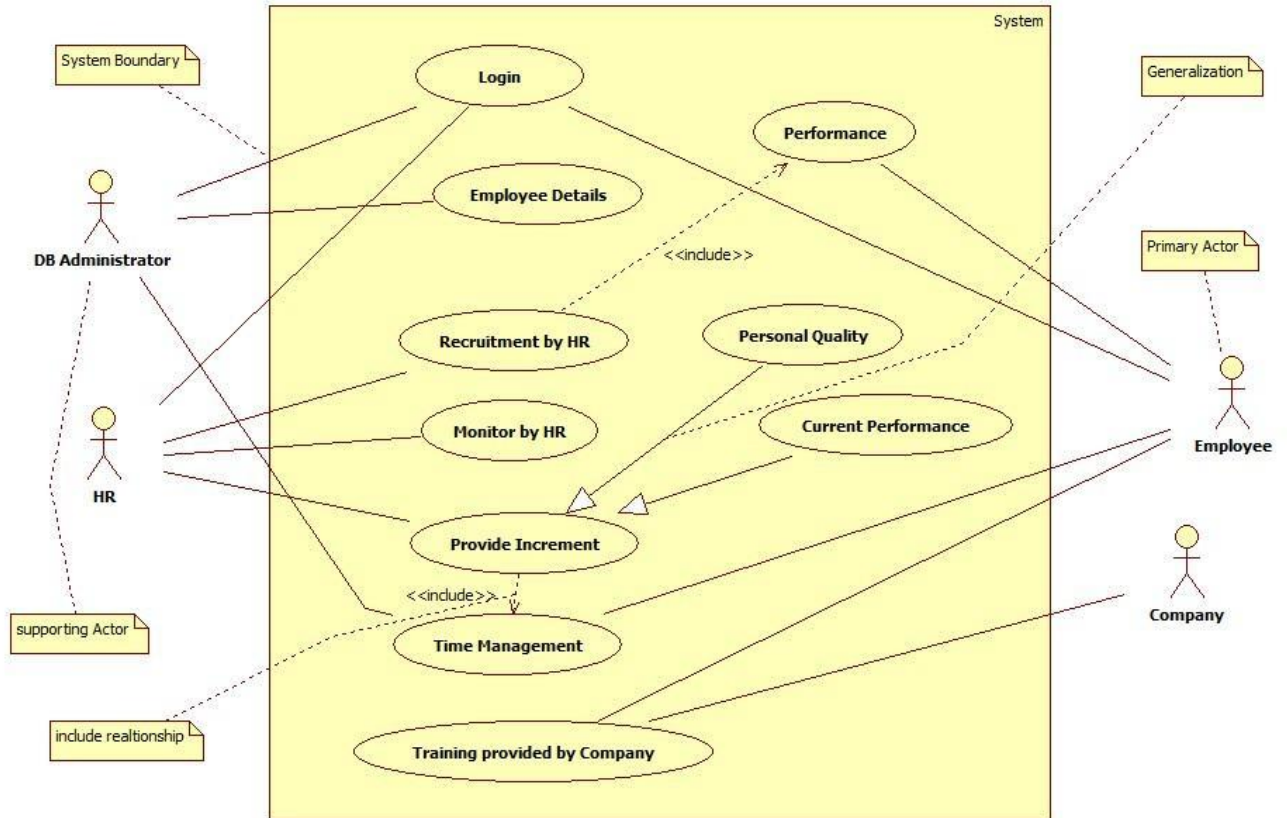 System
System Boundary
Login
Generalization
Performance
Employee Details
DB Administrator
<<include>>
Primary Actor
Recruitment by HR
Personal Quality
Monitor by HR
Current Performance
Employee
HR
Provide Increment
<<include>>
Company
supporting Actor
Time Management
include realtionship
Training provided by Company